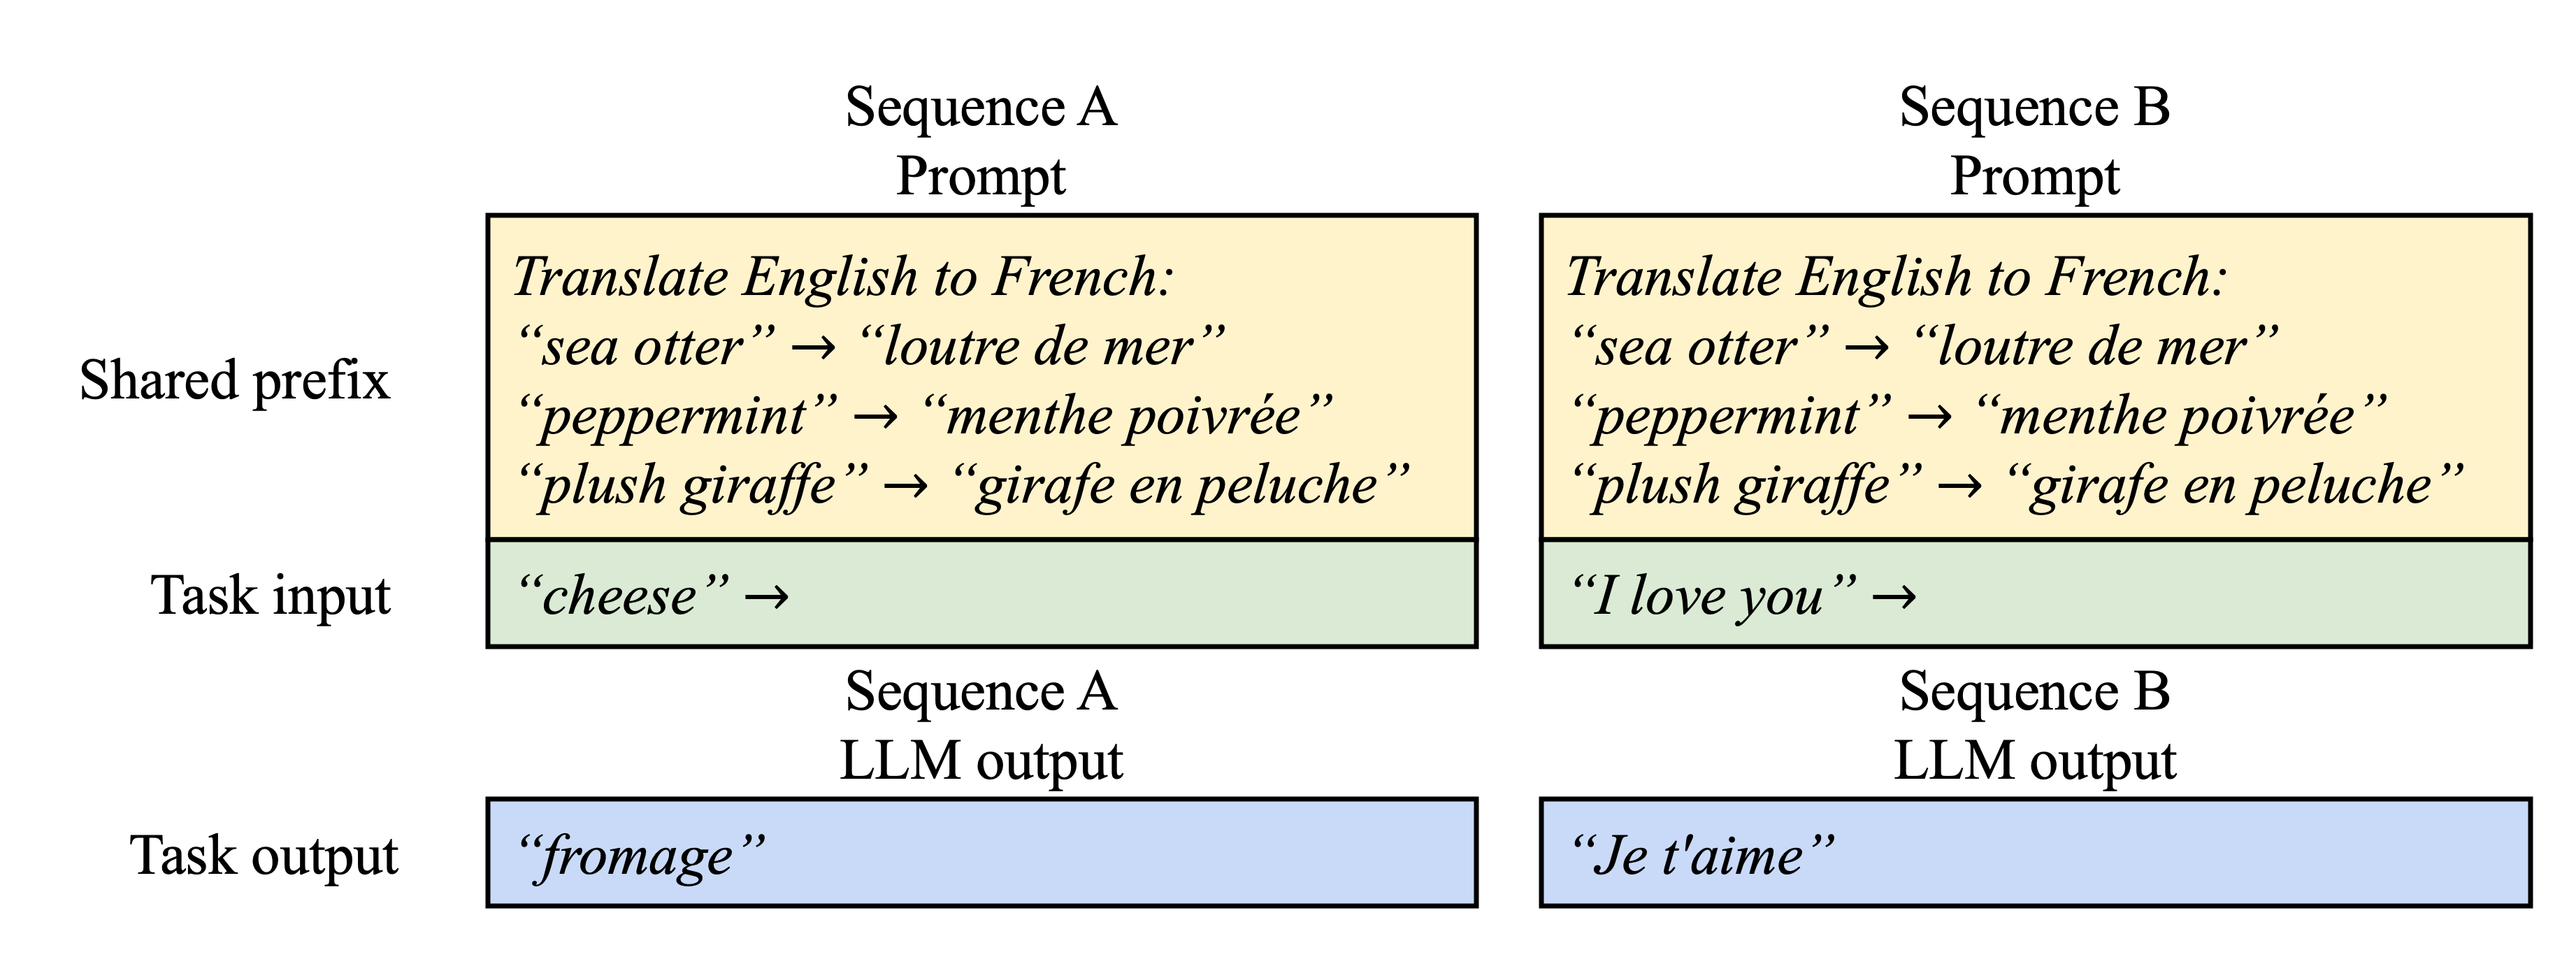 Sequence A
Prompt
Sequence B
Prompt
Shared prefix
Translate English to French:
“sea otter” → “loutre de mer”
“peppermint” → “menthe poivrée”
“plush giraffe” → “girafe en peluche”
Translate English to French:
“sea otter” → “loutre de mer”
“peppermint” → “menthe poivrée”
“plush giraffe” → “girafe en peluche”
Task input
“cheese” →
“I love you” →
Sequence A
LLM output
Sequence B
LLM output
Task output
“fromage”
“Je t'aime”